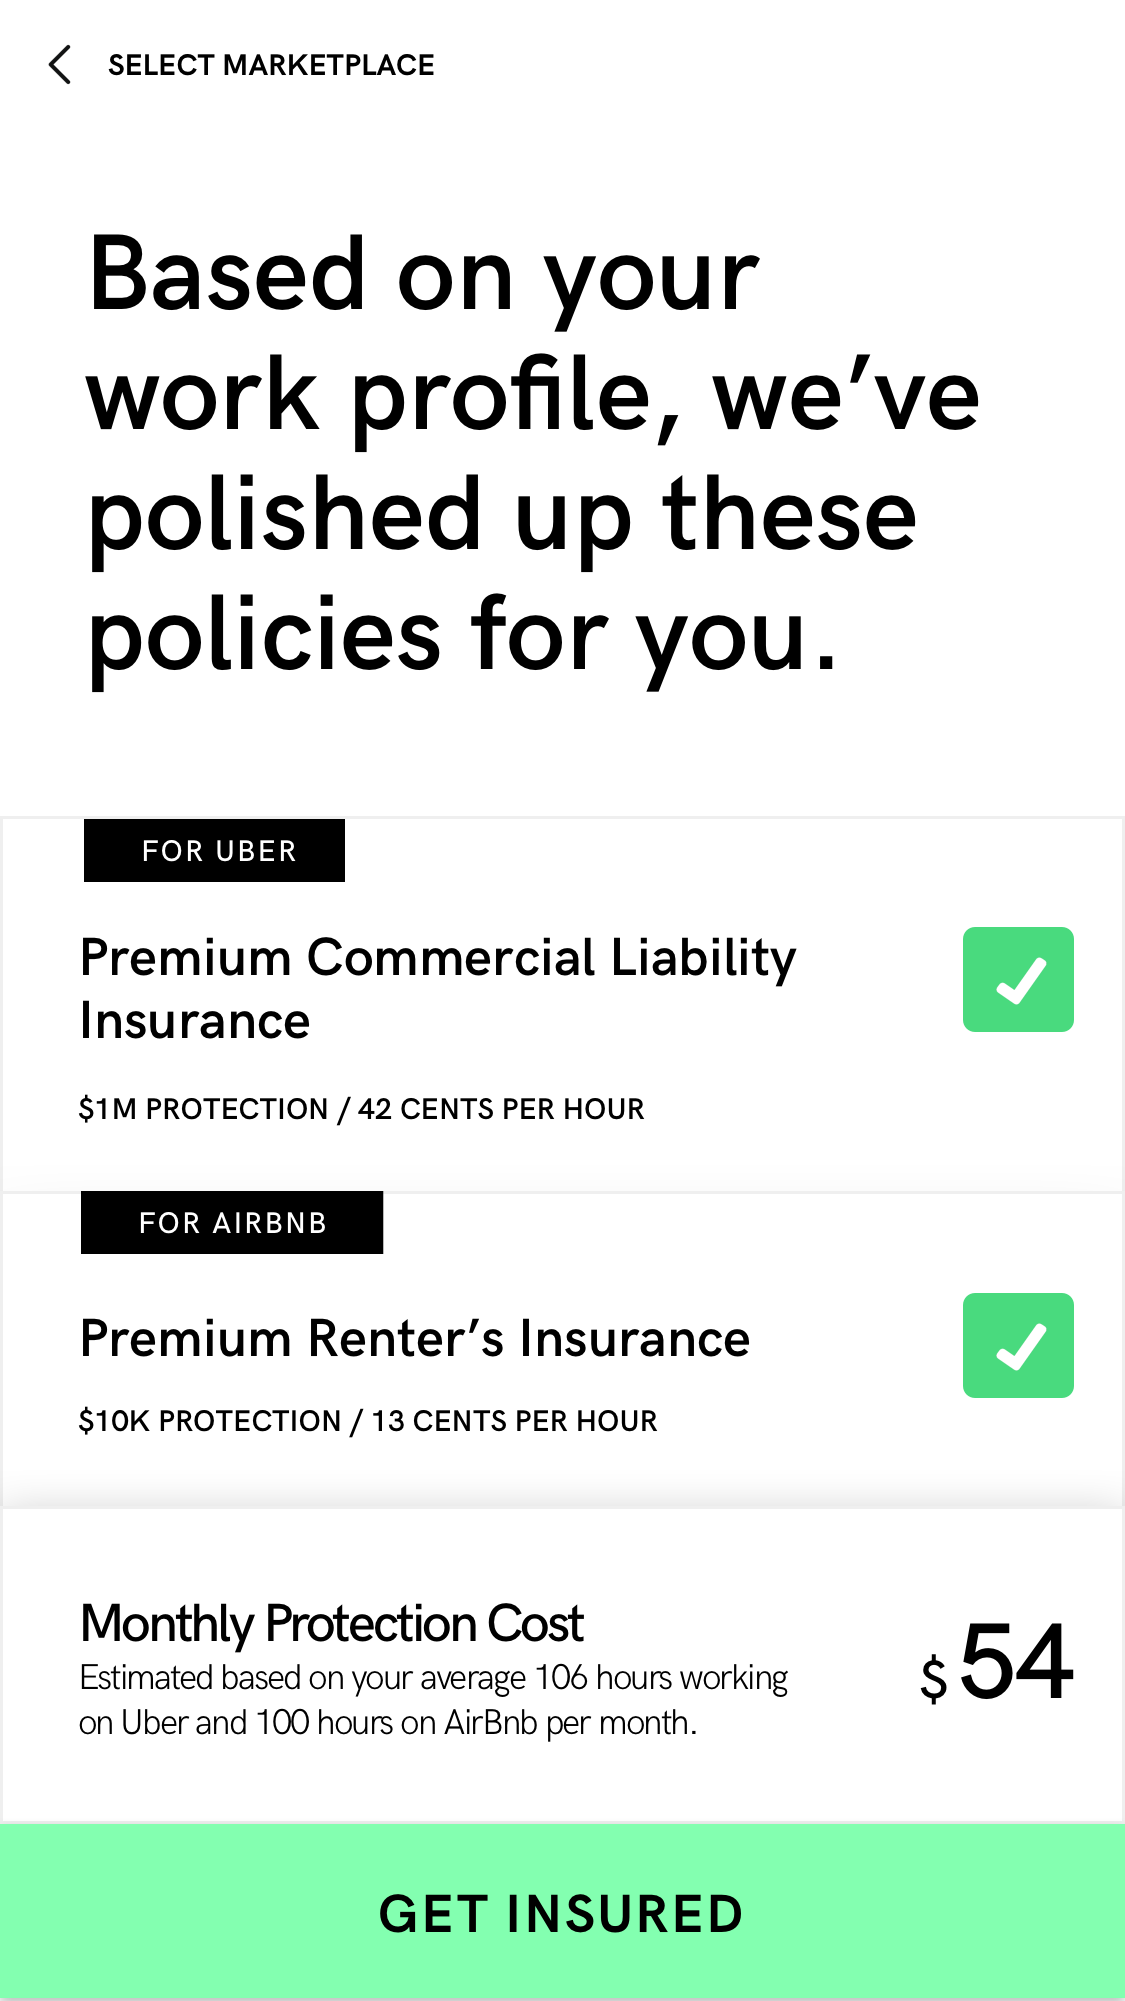 SELECT MARKETPLACE
Based on your
work profile, we’ve
polished up these
policies for you.
FOR UBER
Premium Commercial Liability
Insurance
$1M PROTECTION / 42 CENTS PER HOUR
FOR AIRBNB
Premium Renter’s Insurance
$10K PROTECTION / 13 CENTS PER HOUR
Monthly Protection Cost
Estimated based on your average 106 hours working
on Uber and 100 hours on AirBnb per month.
$54
GET INSURED